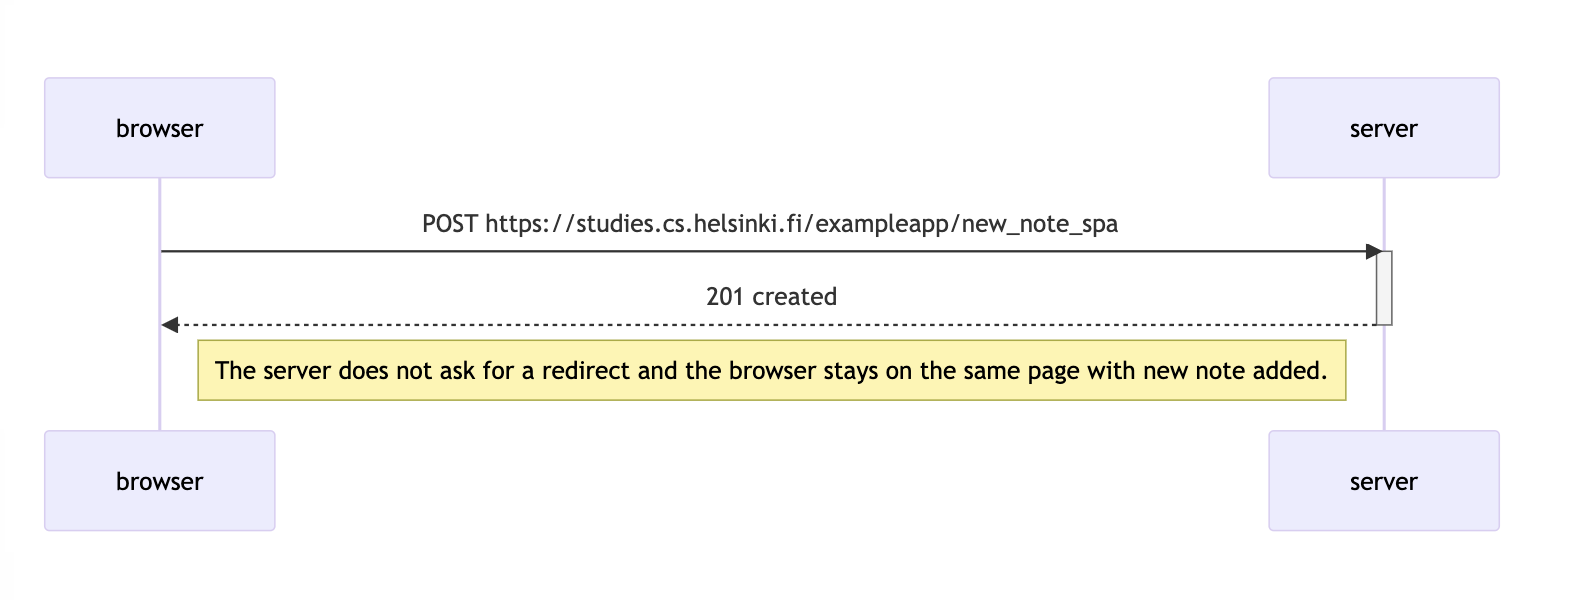 browser
server
POST https://studies.cs.helsinki.fi/exampleapp/new_note_spa
201 created
The server does not ask for a redirect and the browser stays on the same page with new note added.
browser
server